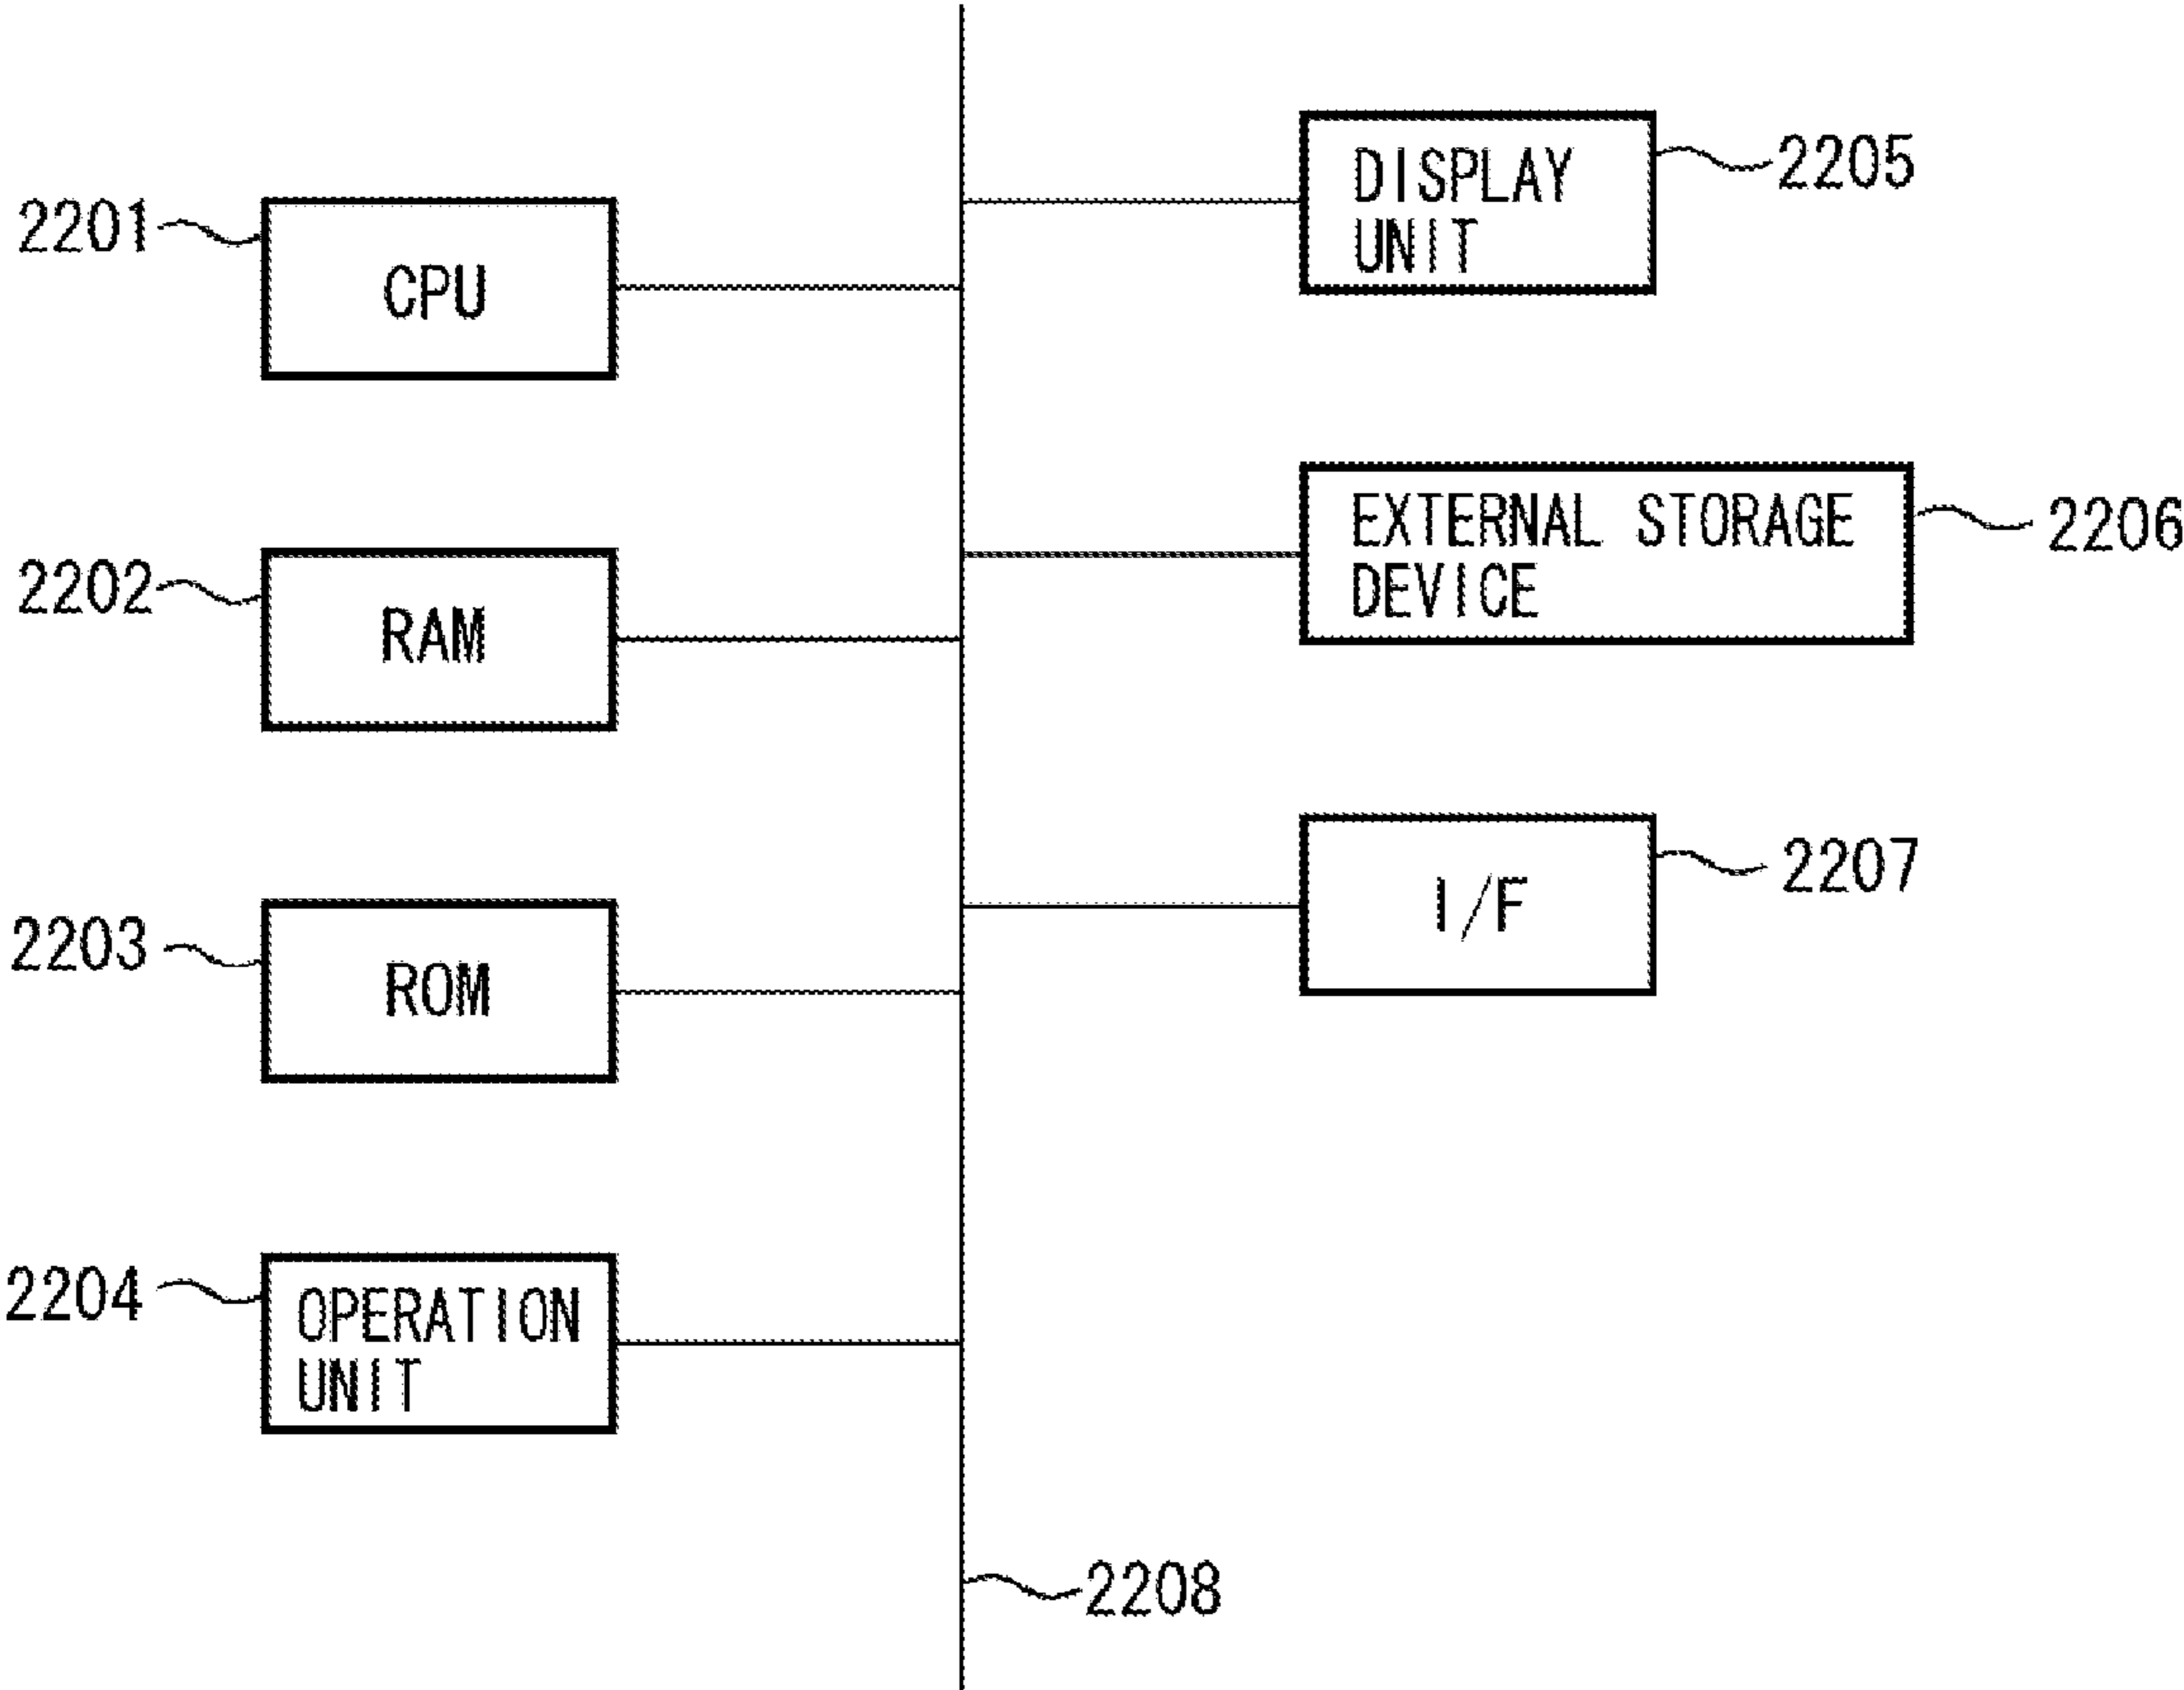 2201
CPU
2202
RAM
2203
ROM
2204
OPERATION
UNIT
DISPLAY
UNIT
2205
EXTERNAL STORAGE
DEVICE
2206
I/F
2207
2208